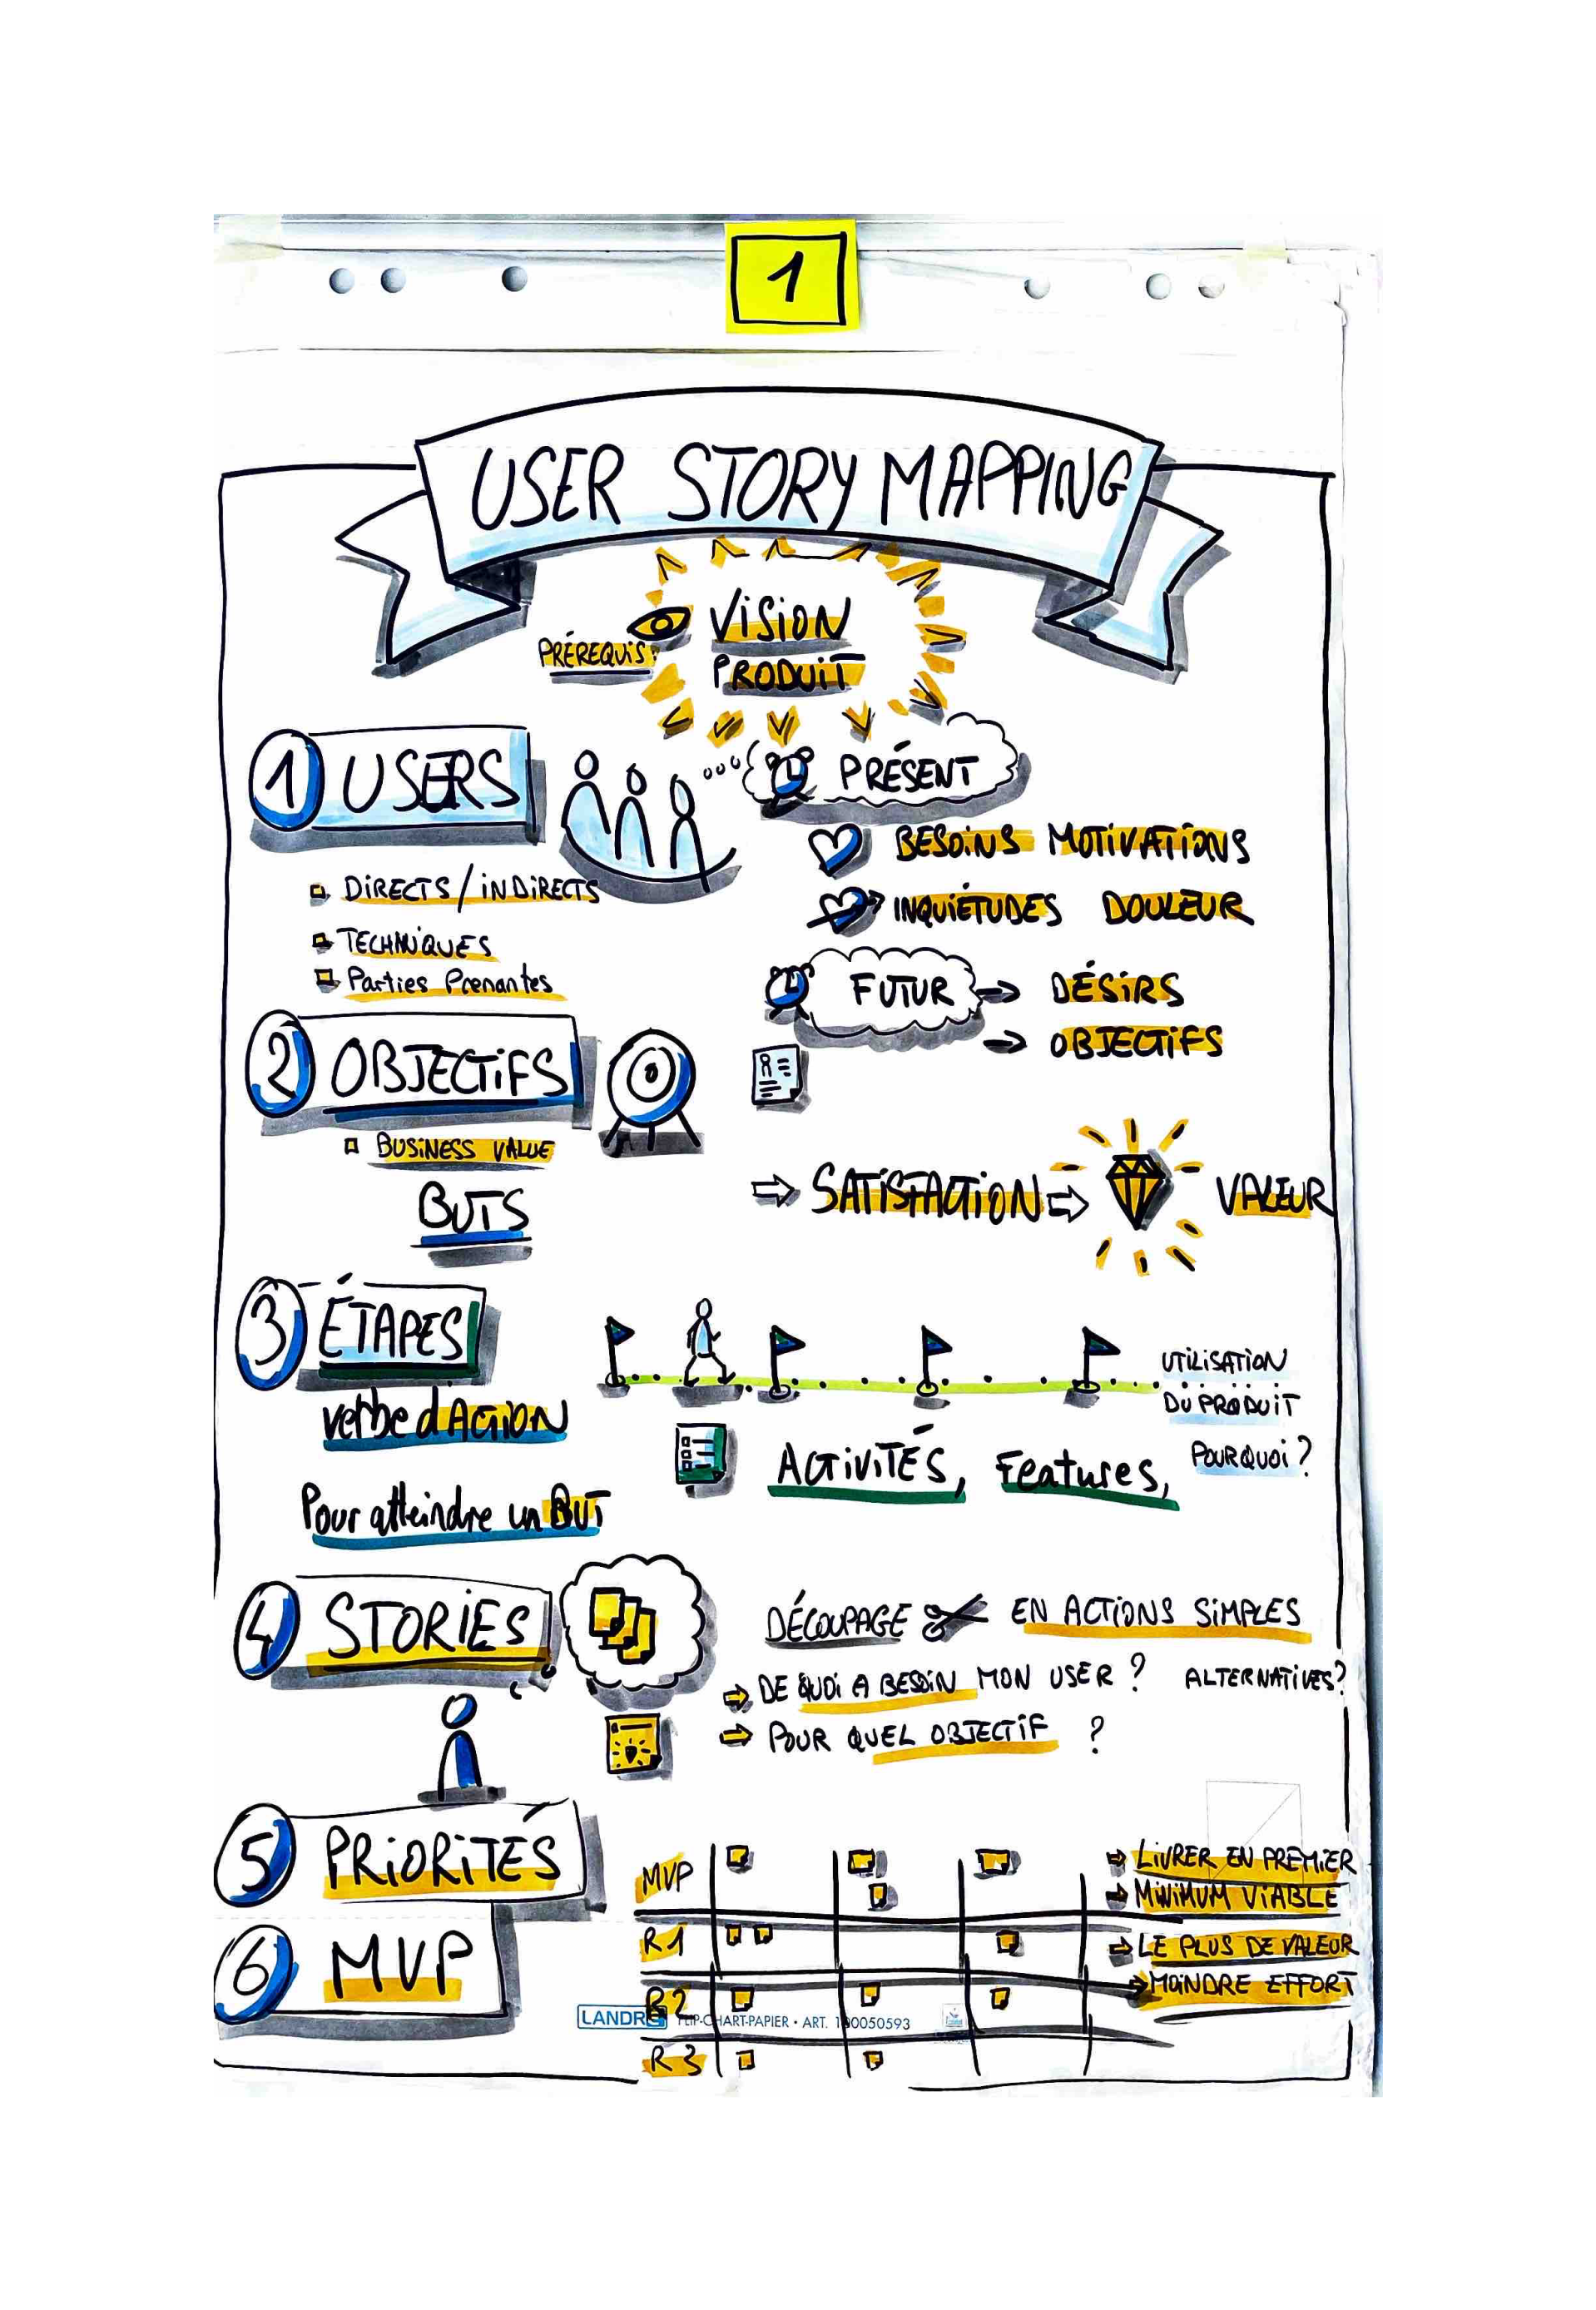 1
USER STORY MAPPING
PRÉREQUIS:
VISION
PRODUIT
1 USERS
DIRECTS / INDIRECTS
TECHNIQUES
Parties Prenantes
PRÉSENT
BESOINS MOTIVATIONS
INQUIÉTUDES DOULEUR
FUTUR
DÉSIRS
OBJECTIFS
2 OBJECTIFS
BUSINESS VALUE
BUTS
⇒ SATISFACTION ⇒ VALEUR
3 ÉTAPES
verbe d'ACTION
Pour atteindre un BUT
UTILISATION
DU PRODUIT
POURQUOI ?
ACTIVITÉS, Features,
4 STORIES
DÉCOUPAGE EN ACTIONS SIMPLES
⇒ DE QUOI A BESOIN MON USER ? ALTERNATIVES?
⇒ POUR QUEL OBJECTIF ?
5 PRIORITÉS
6 MVP
MVP
R1
R2
R3
⇒ LIVRER EN PREMIER
⇒ MINIMUM VIABLE
⇒ LE PLUS DE VALEUR
→ MOINDRE EFFORT
FLIP-CHART-PAPIER • ART. 100050593